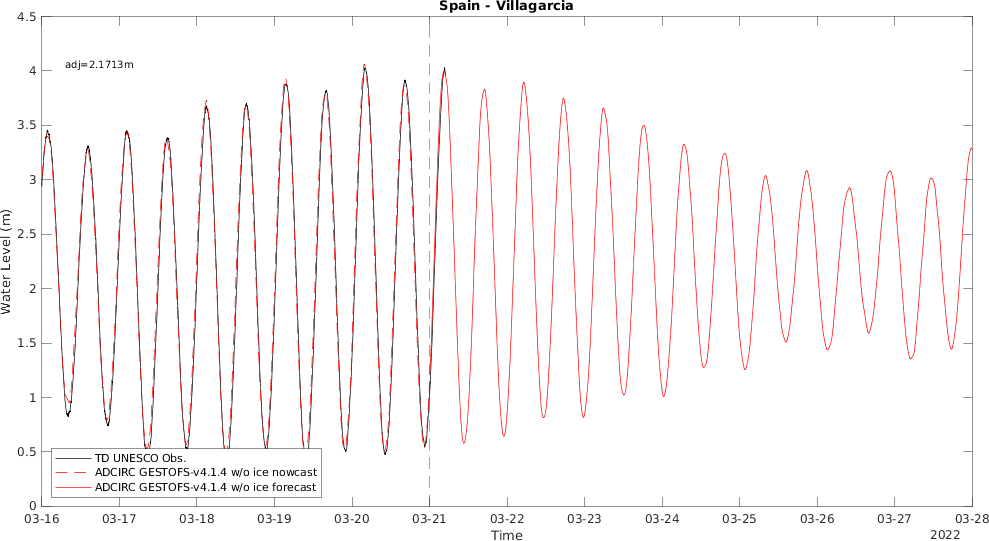 Spain - Villagarcia
adj=2.1713m
4.5
4
3.5
3
2.5
2
1.5
1
0.5
0
Water Level (m)
TD UNESCO Obs.
ADCIRC GESTOFS-v4.1.4 w/o ice nowcast
ADCIRC GESTOFS-v4.1.4 w/o ice forecast
03-16 03-17 03-18 03-19 03-20 03-21 03-22 03-23 03-24 03-25 03-26 03-27 03-28
Time
2022